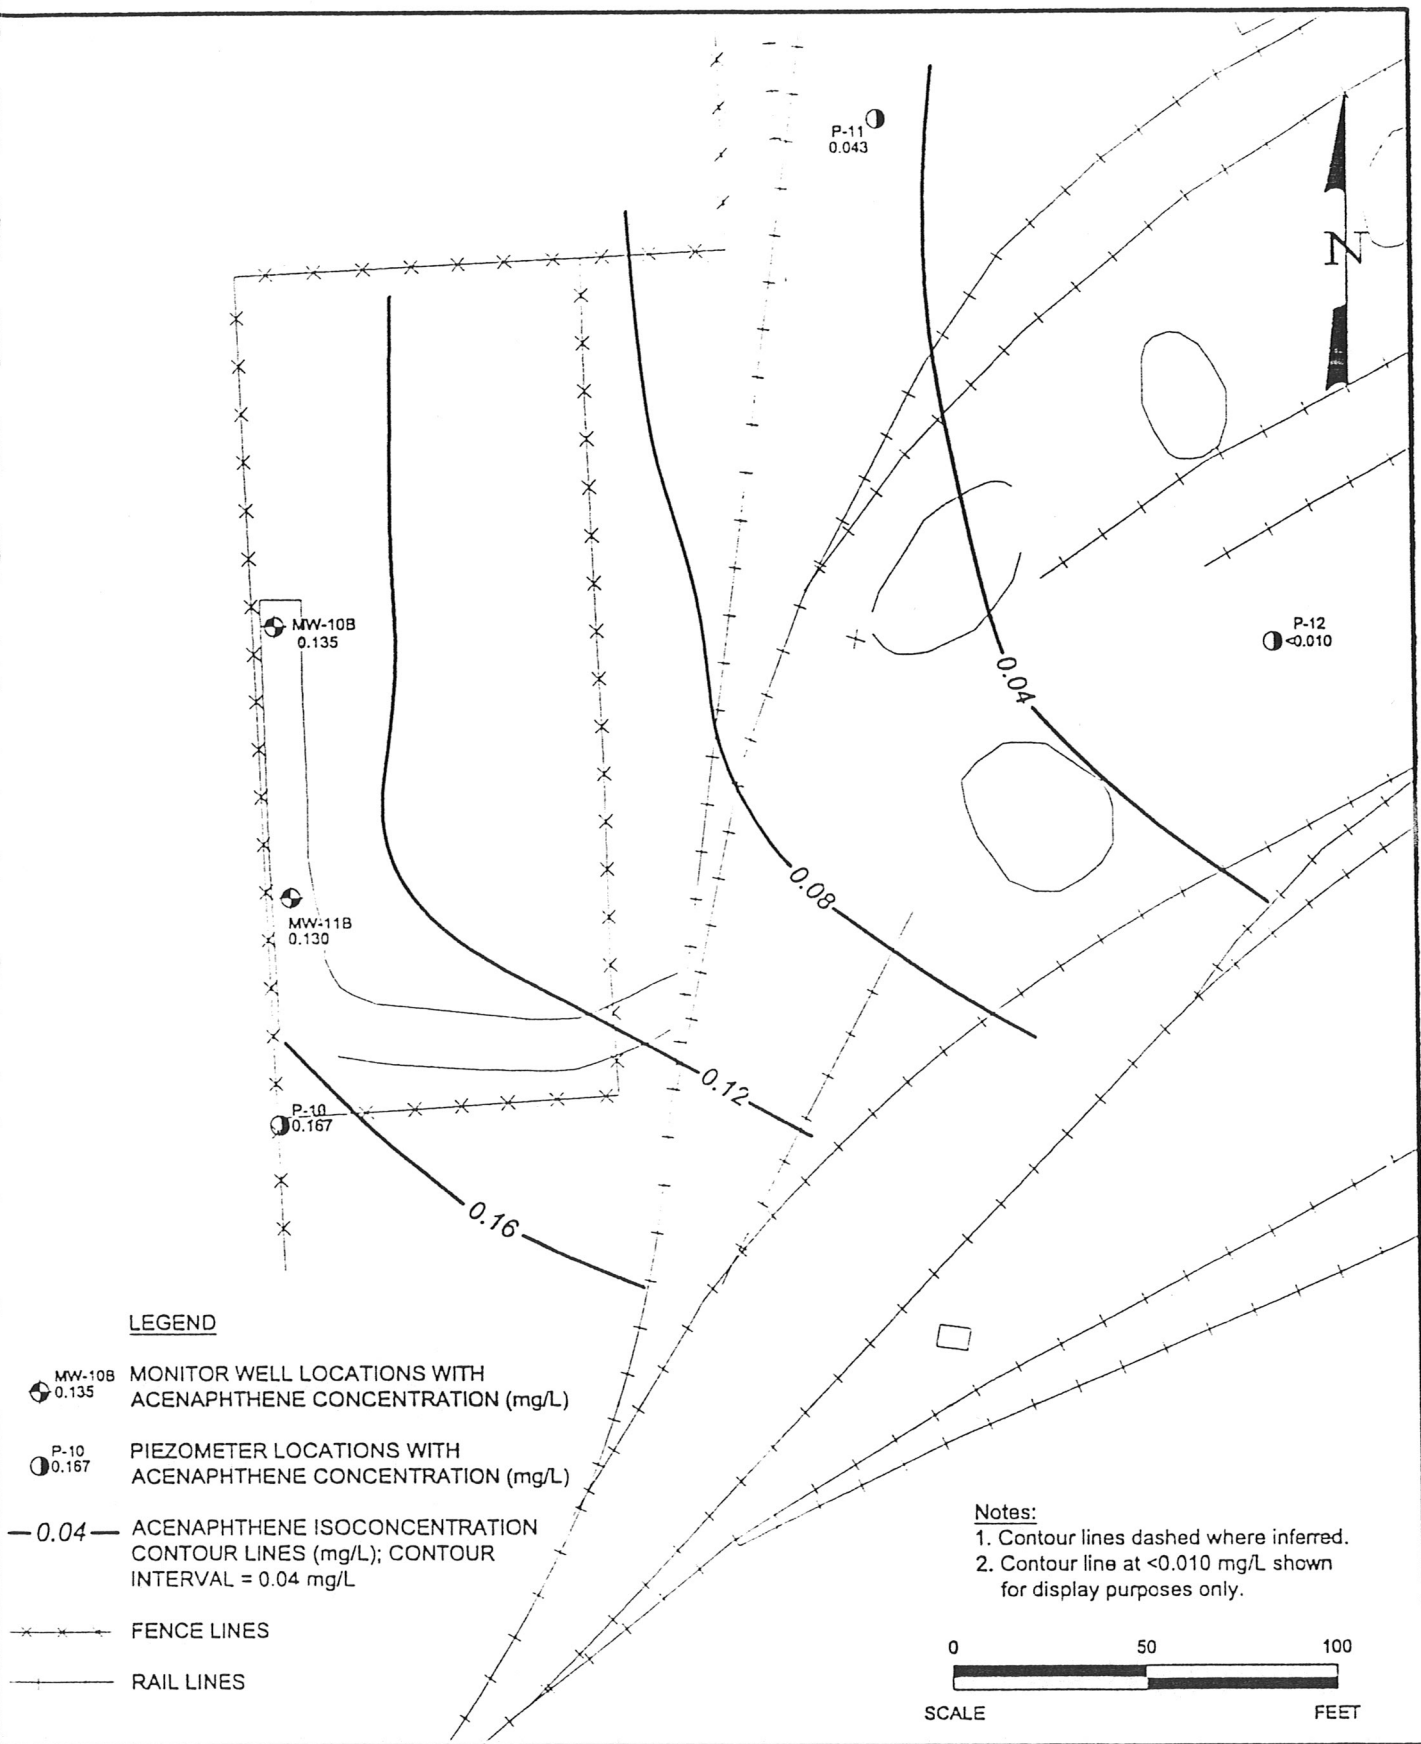 P-11
0.043
N
MW-10B
0.135
P-12
<0.010
0.04
0.08
MW-11B
0.130
0.12
P-10
0.167
0.16
LEGEND
MW-10B
0.135
MONITOR WELL LOCATIONS WITH
ACENAPHTHENE CONCENTRATION (mg/L)
P-10
0.167
PIEZOMETER LOCATIONS WITH
ACENAPHTHENE CONCENTRATION (mg/L)
0.04
ACENAPHTHENE ISOCONCENTRATION
CONTOUR LINES (mg/L); CONTOUR
INTERVAL = 0.04 mg/L
FENCE LINES
RAIL LINES
Notes:
1. Contour lines dashed where inferred.
2. Contour line at <0.010 mg/L shown
for display purposes only.
0 50 100
SCALE FEET